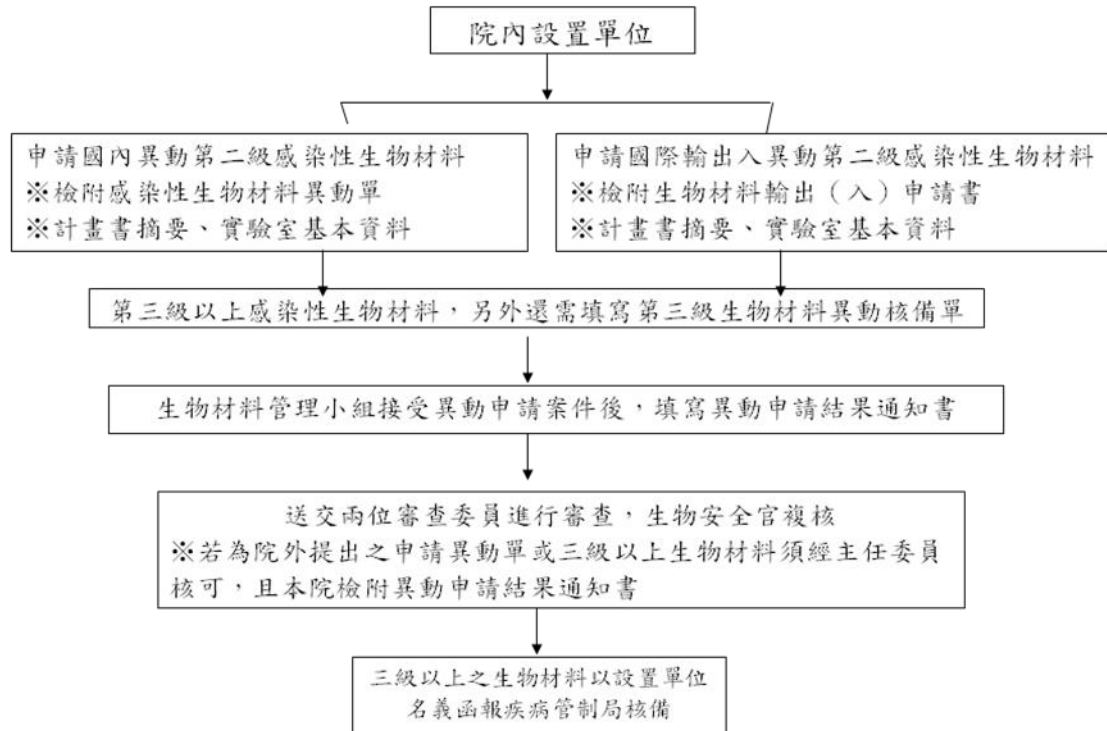 院內設置單位
申請國內異動第二級感染性生物材料
※檢附感染性生物材料異動單
※計畫書摘要、實驗室基本資料
申請國際輸出入異動第二級感染性生物材料
※檢附生物材料輸出（入）申請書
※計畫書摘要、實驗室基本資料
第三級以上感染性生物材料，另外還需填寫第三級生物材料異動核備單
生物材料管理小組接受異動申請案件後，填寫異動申請結果通知書
送交兩位審查委員進行審查，生物安全官複核
※若為院外提出之申請異動單或三級以上生物材料須經主任委員
核可，且本院檢附異動申請結果通知書
三級以上之生物材料以設置單位
名義函報疾病管制局核備